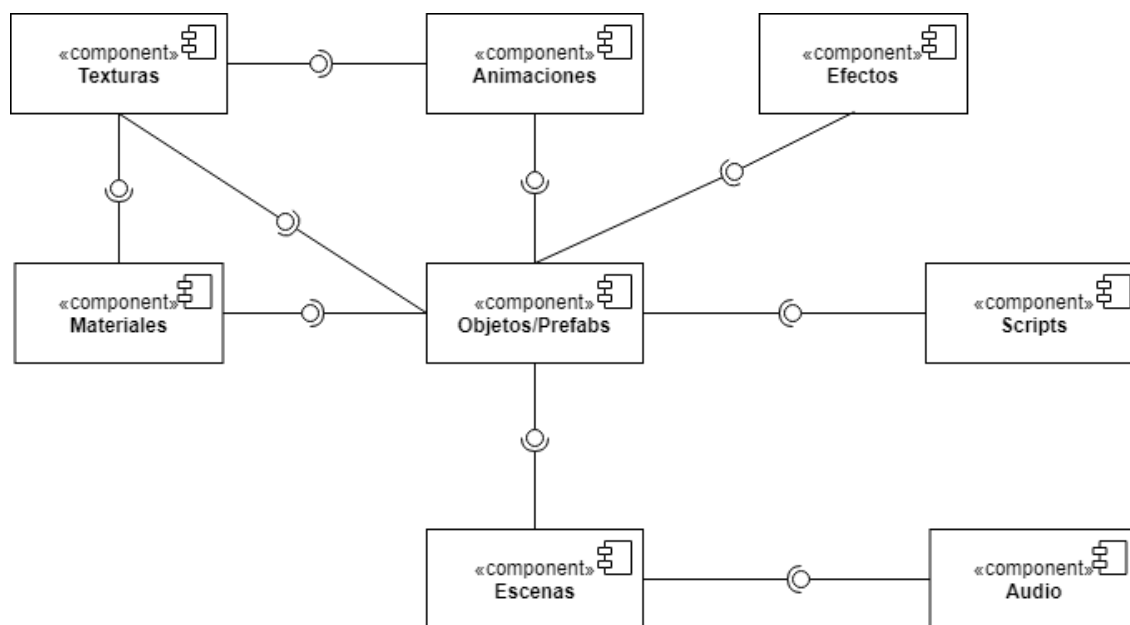 «component»
Texturas
«component»
Animaciones
«component»
Efectos
«component»
Materiales
«component»
Objetos/Prefabs
«component»
Scripts
«component»
Escenas
«component»
Audio